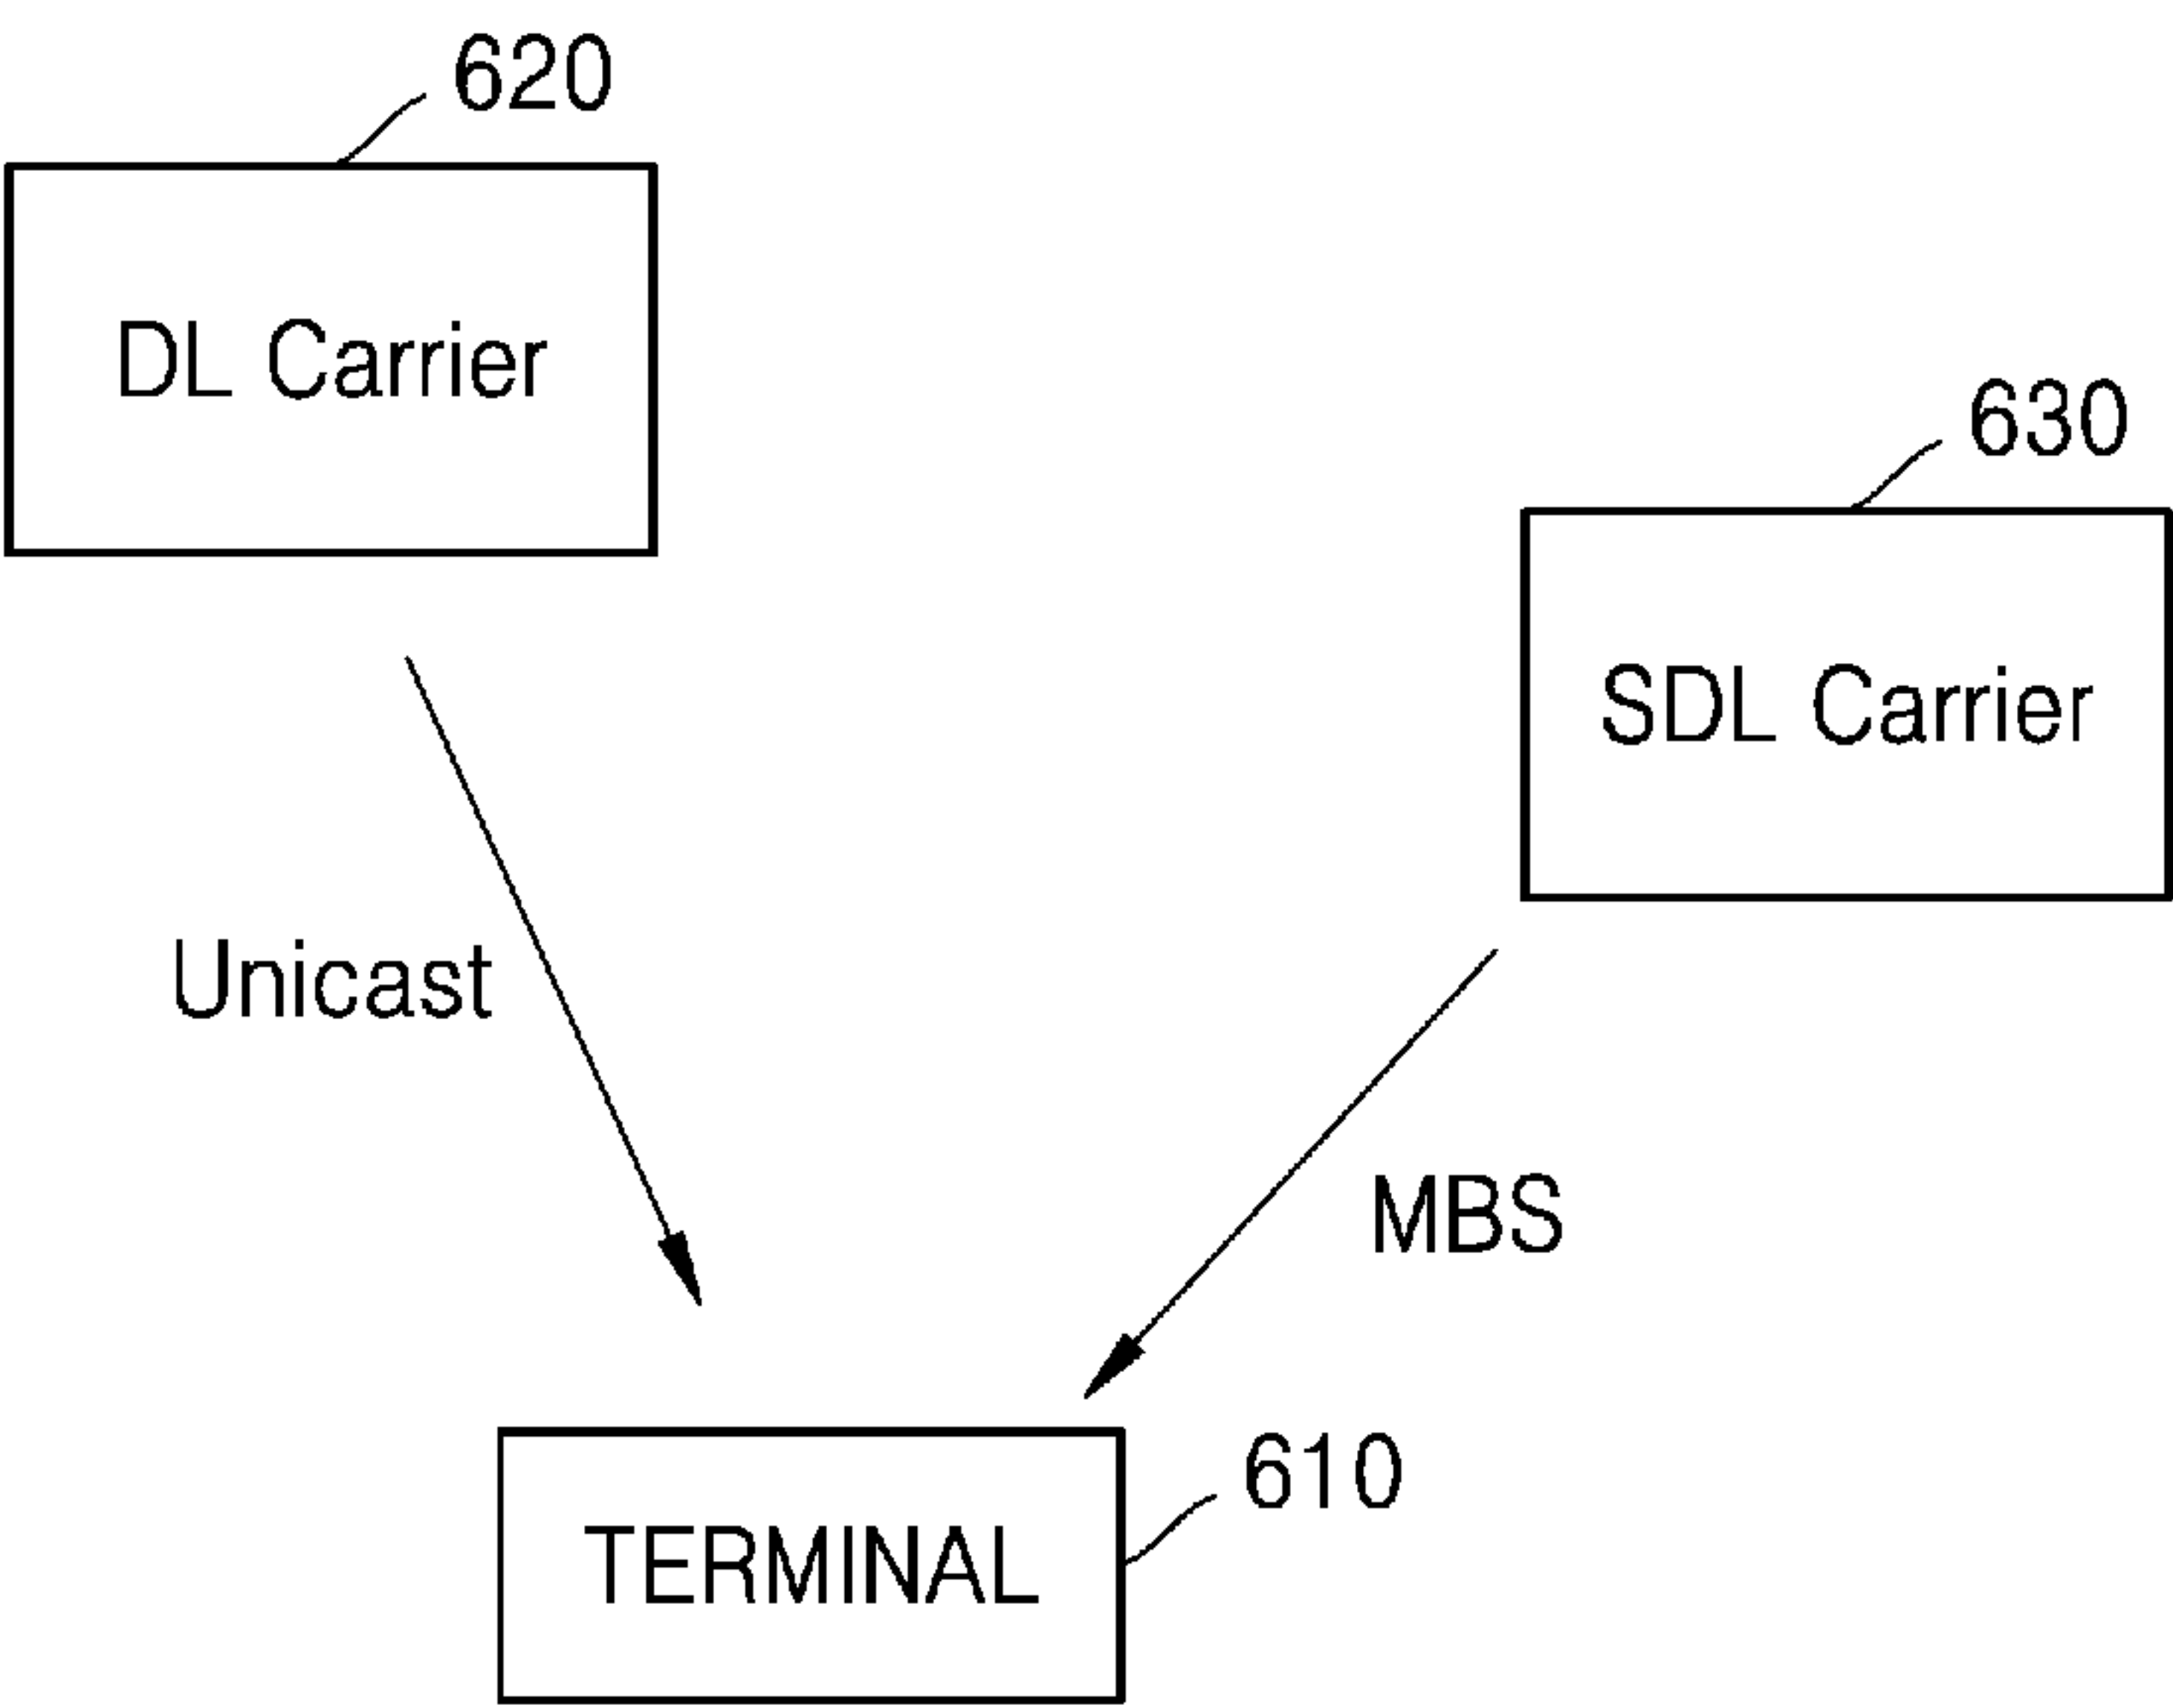 620
DL Carrier
630
SDL Carrier
Unicast
MBS
610
TERMINAL